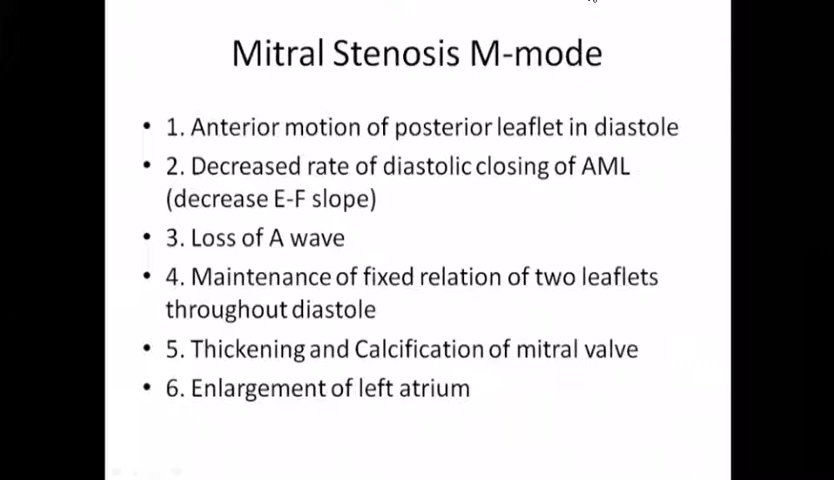 Mitral Stenosis M-mode
• 1. Anterior motion of posterior leaflet in diastole
• 2. Decreased rate of diastolic closing of AML
(decrease E-F slope)
• 3. Loss of A wave
• 4. Maintenance of fixed relation of two leaflets
throughout diastole
• 5. Thickening and Calcification of mitral valve
• 6. Enlargement of left atrium